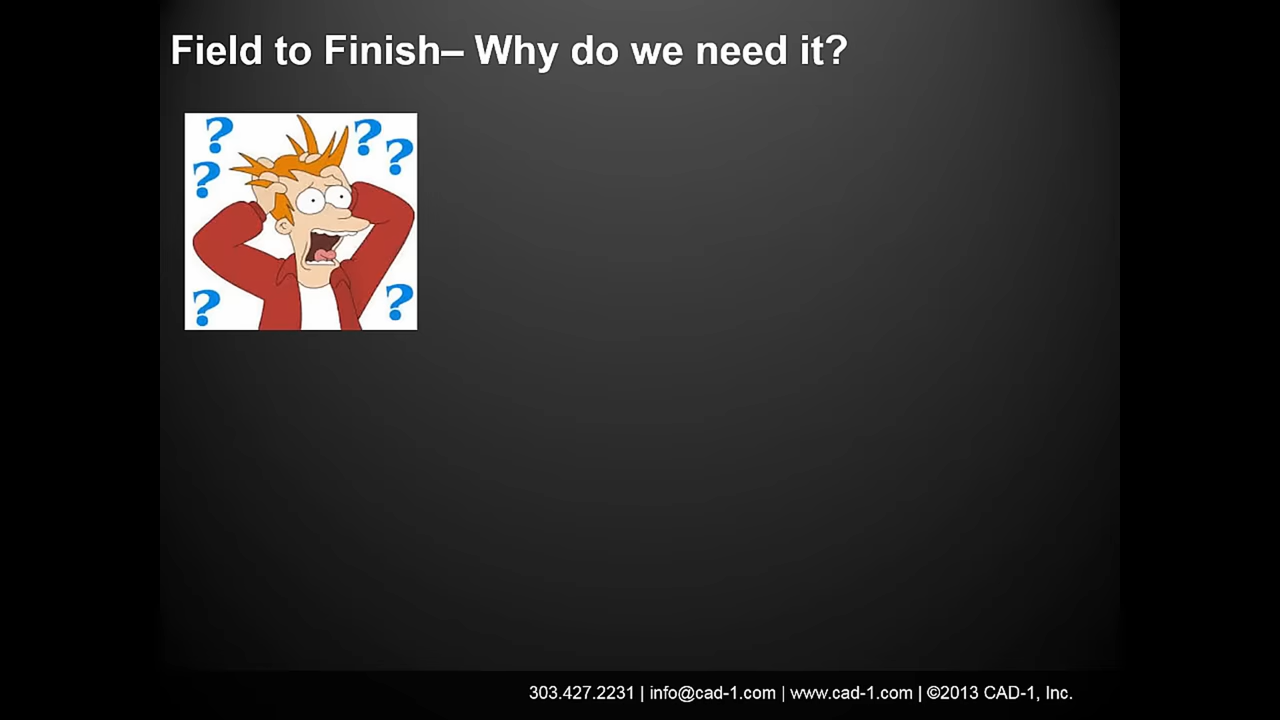 Field to Finish– Why do we need it?
? ? ?
?
? ?
303.427.2231 | info@cad-1.com | www.cad-1.com | ©2013 CAD-1, Inc.